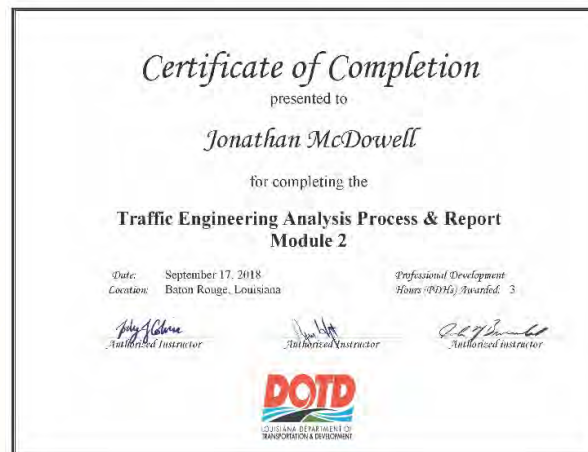 Certificate of Completion
presented to
Jonathan McDowell
for completing the
Traffic Engineering Analysis Process & Report
Module 2
Date: September 17, 2018
Location: Baton Rouge, Louisiana
Professional Development
Hours (PDHs) Awarded: 3
Authorized Instructor
Authorized Instructor
Authorized instructor
DOTD
LOUISIANA DEPARTMENT OF
TRANSPORTATION & DEVELOPMENT